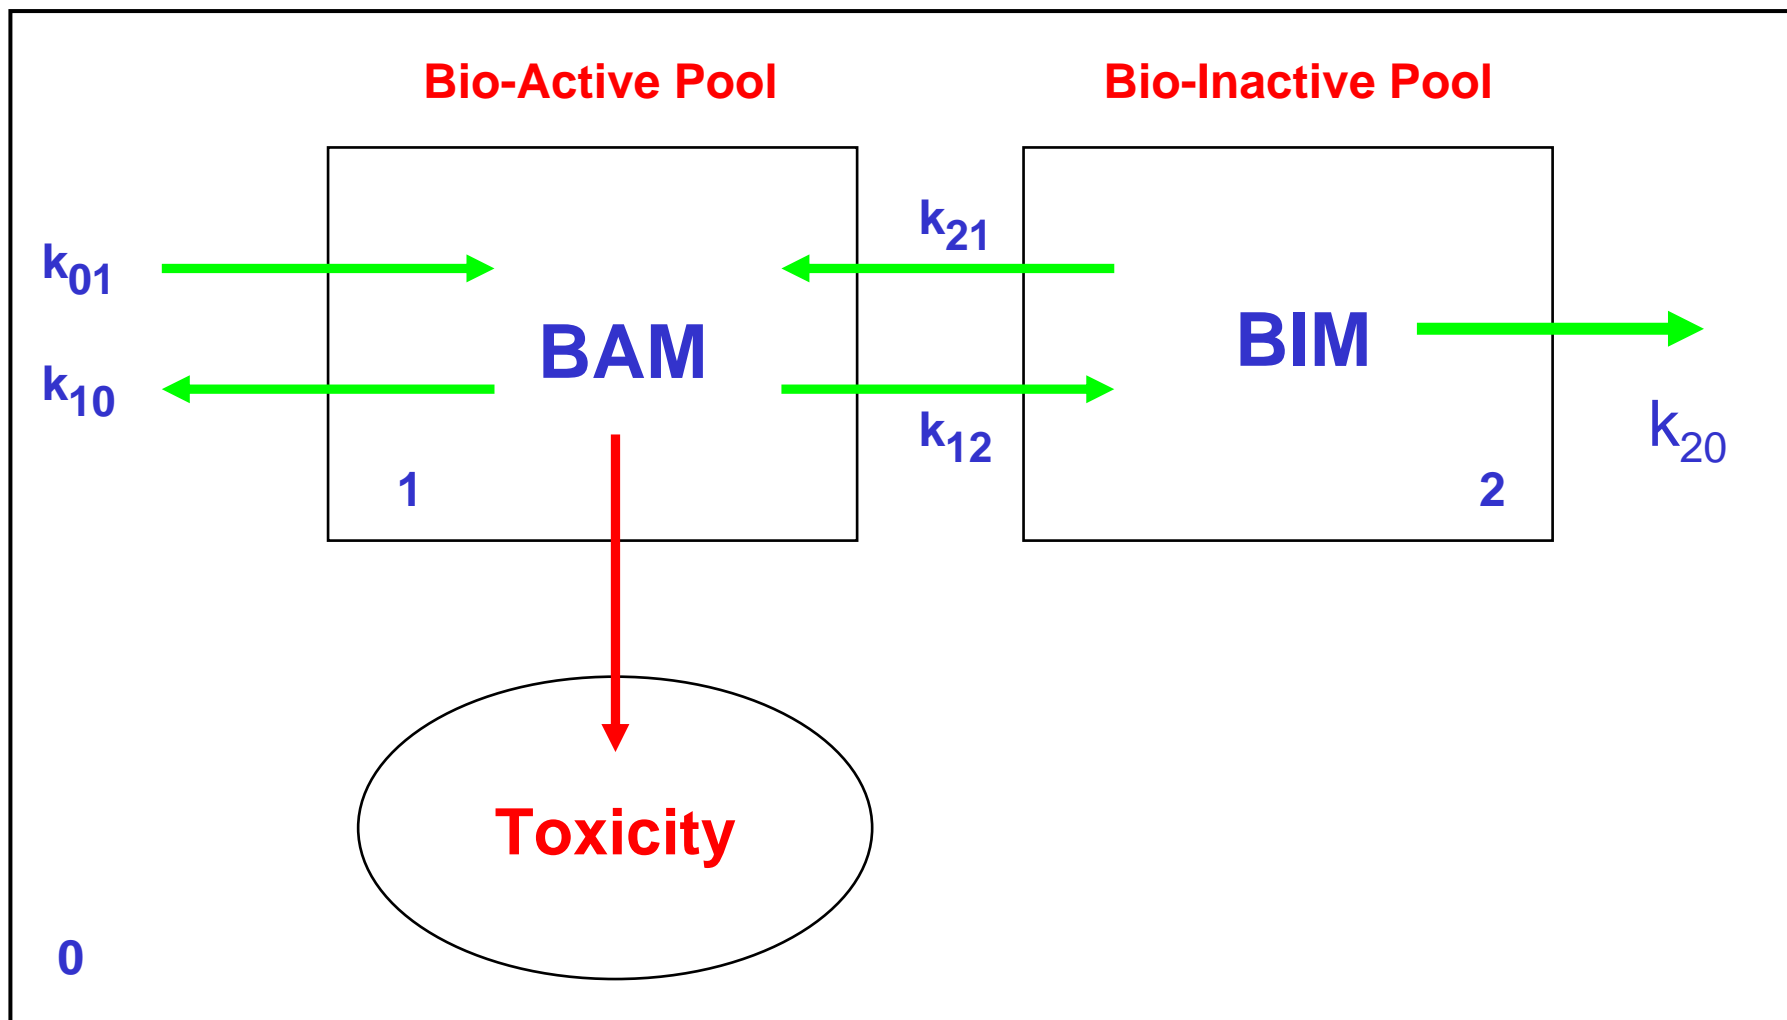 Bio-Active Pool
Bio-Inactive Pool
k21
k01
BAM
BIM
k10
k12
k20
1
2
Toxicity
0